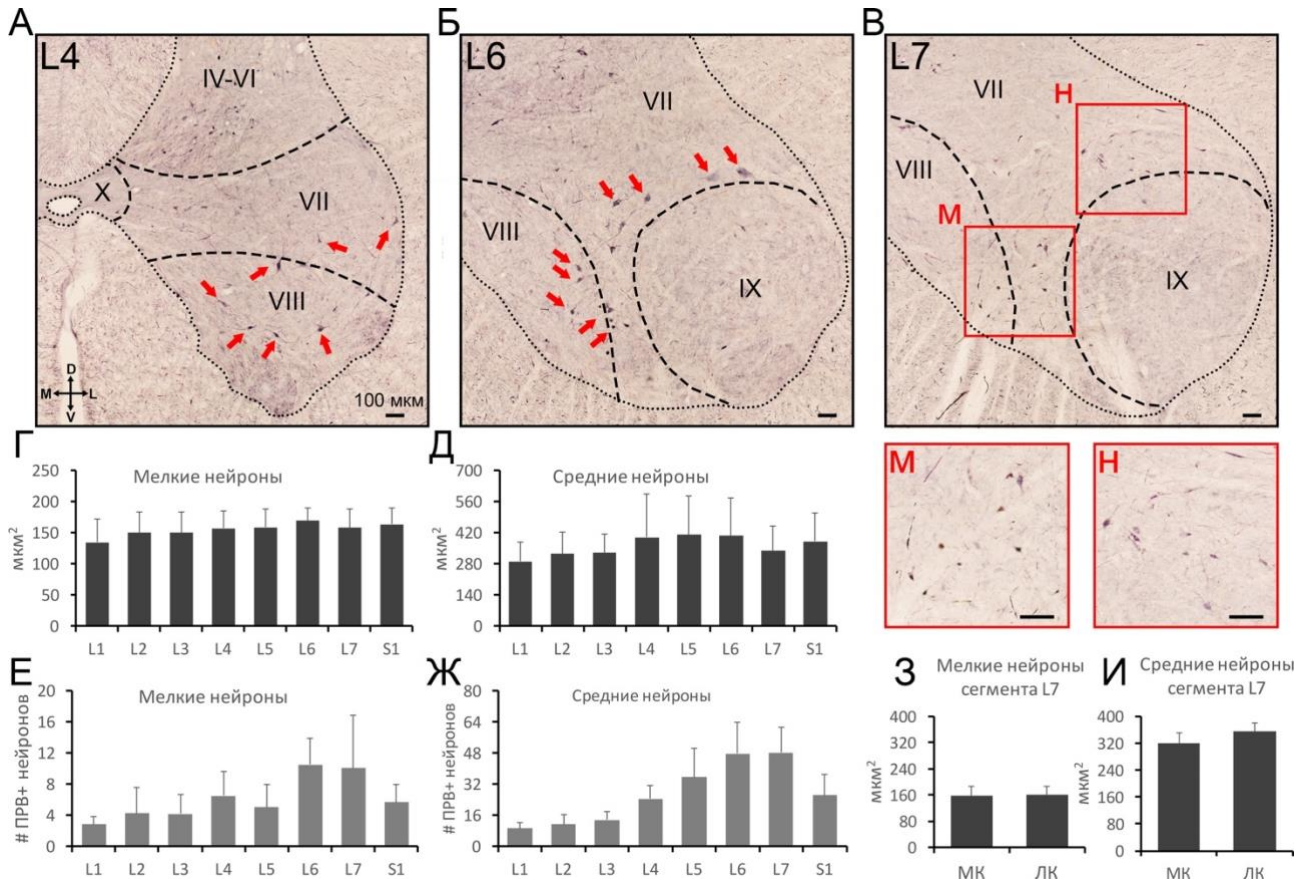 А
L4
IV-VI
X
VII
VIII
D
M L
V
100 мкм
Б
L6
VII
VIII
IX
В
L7
VII
VIII
IX
Н
М
Г
Мелкие нейроны
мкм²
250
200
150
100
50
0
L1 L2 L3 L4 L5 L6 L7 S1
Д
Средние нейроны
мкм²
700
560
420
280
140
0
L1 L2 L3 L4 L5 L6 L7 S1
М
Н
Е
Мелкие нейроны
# ПРВ+ нейронов
20
16
12
8
4
0
L1 L2 L3 L4 L5 L6 L7 S1
Ж
Средние нейроны
# ПРВ+ нейронов
80
64
48
32
16
0
L1 L2 L3 L4 L5 L6 L7 S1
З
Мелкие нейроны
сегмента L7
мкм²
400
320
240
160
80
0
МК ЛК
И
Средние нейроны
сегмента L7
мкм²
400
320
240
160
80
0
МК ЛК